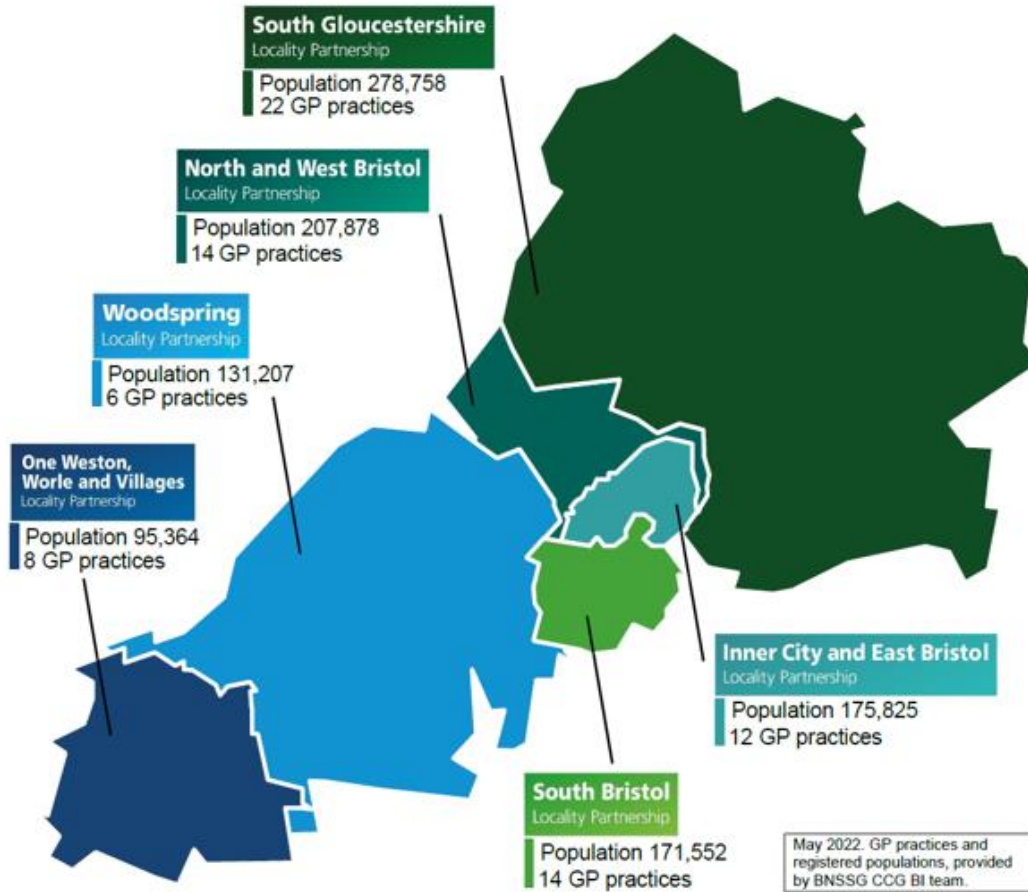 South Gloucestershire
Locality Partnership
Population 278,758
22 GP practices
North and West Bristol
Locality Partnership
Population 207,878
14 GP practices
Woodspring
Locality Partnership
Population 131,207
6 GP practices
One Weston,
Worle and Villages
Locality Partnership
Population 95,364
8 GP practices
Inner City and East Bristol
Locality Partnership
Population 175,825
12 GP practices
South Bristol
Locality Partnership
Population 171,552
14 GP practices
May 2022. GP practices and
registered populations, provided
by BNSSG CCG BI team.